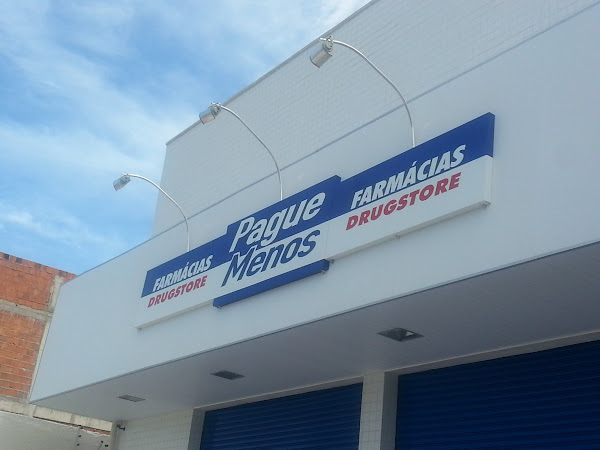 FARMÁCIAS
DRUGSTORE
Pague
Menos
FARMÁCIAS
DRUGSTORE